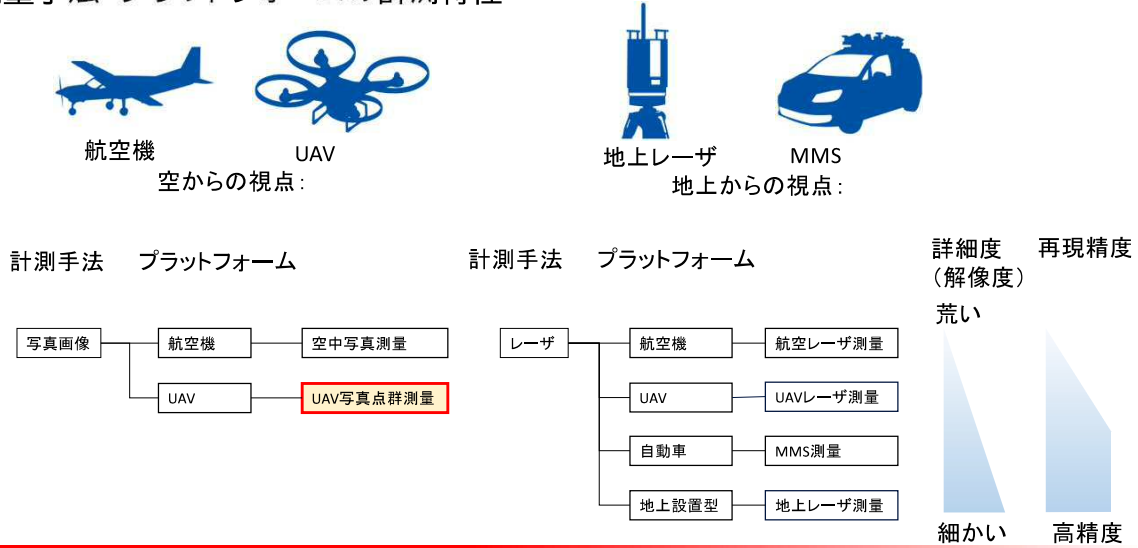 航空機
UAV
地上レーザ
MMS
空からの視点：
地上からの視点：
計測手法
プラットフォーム
計測手法
プラットフォーム
詳細度
（解像度）
再現精度
荒い
写真画像
航空機
空中写真測量
UAV
UAV写真点群測量
レーザ
航空機
航空レーザ測量
UAV
UAVレーザ測量
自動車
MMS測量
地上設置型
地上レーザ測量
細かい
高精度